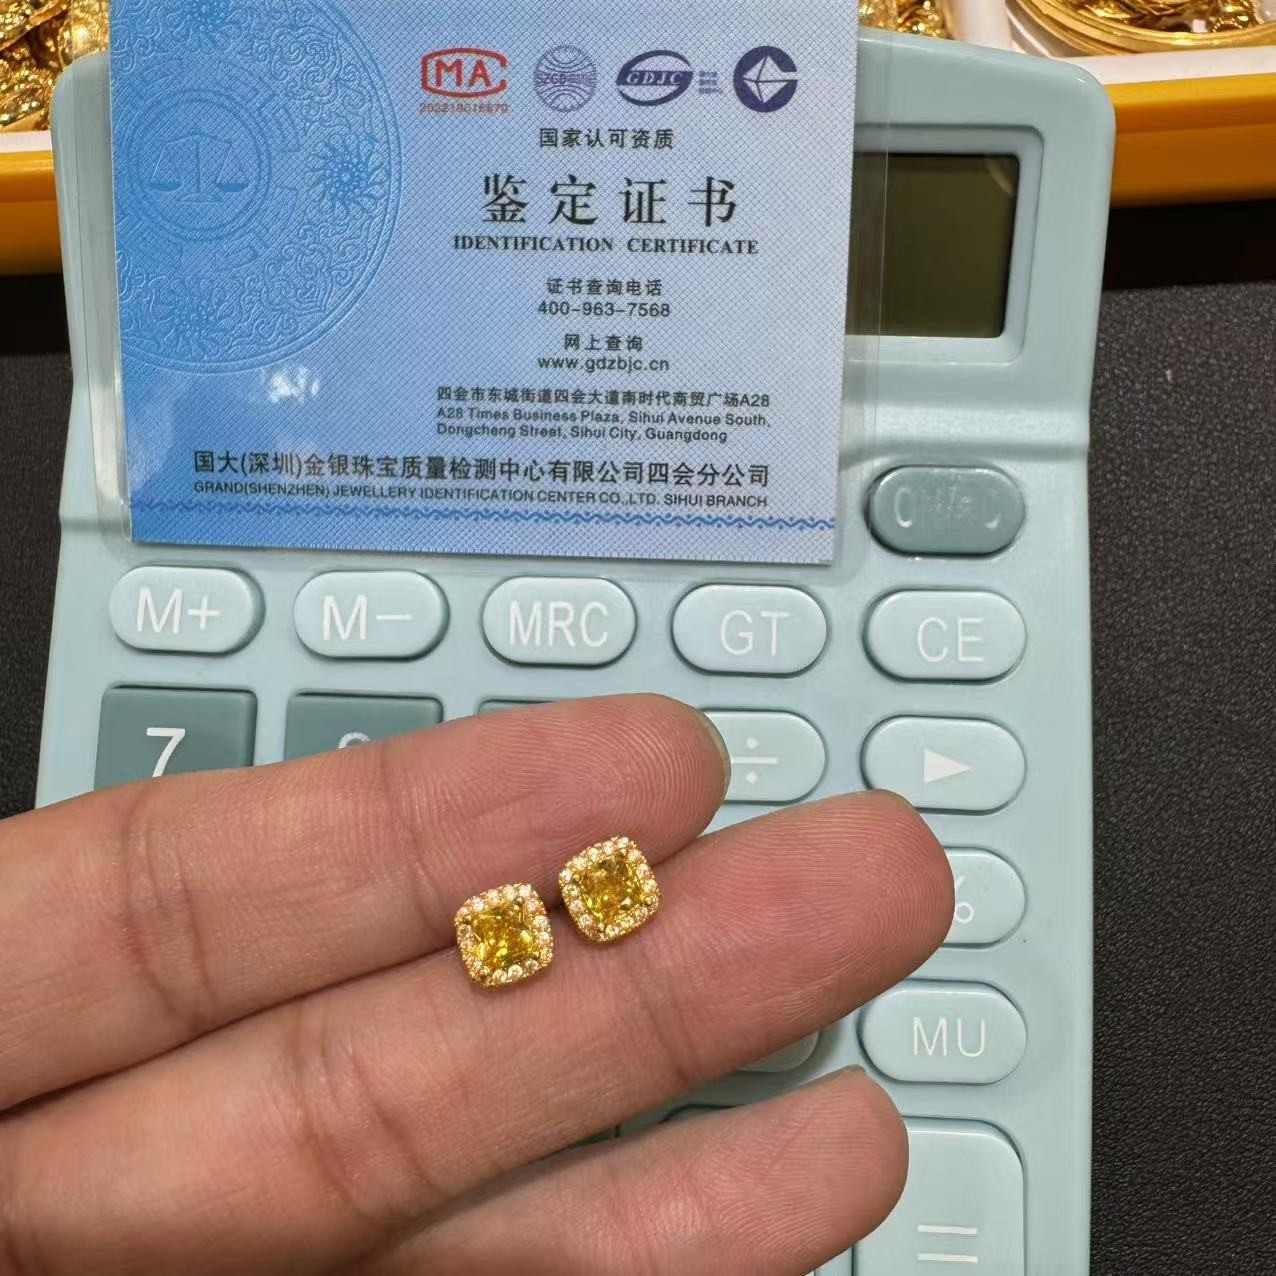 CMA
GDJC
国家认可资质
鉴定证书
IDENTIFICATION CERTIFICATE
证书查询电话
400-963-7568
网上查询
www.gdzbjc.cn
四会市东城街道四会大道南时代商贸广场A28
A28 Times Business Plaza, Sihui Avenue South,
Dongcheng Street, Sihui City, Guangdong
国大(深圳)金银珠宝质量检测中心有限公司四会分公司
GRAND(SHENZHEN) JEWELLERY IDENTIFICATION CENTER CO.,LTD. SIHUI BRANCH
M+ M− MRC GT CE
7 ÷ ▶
MU
=